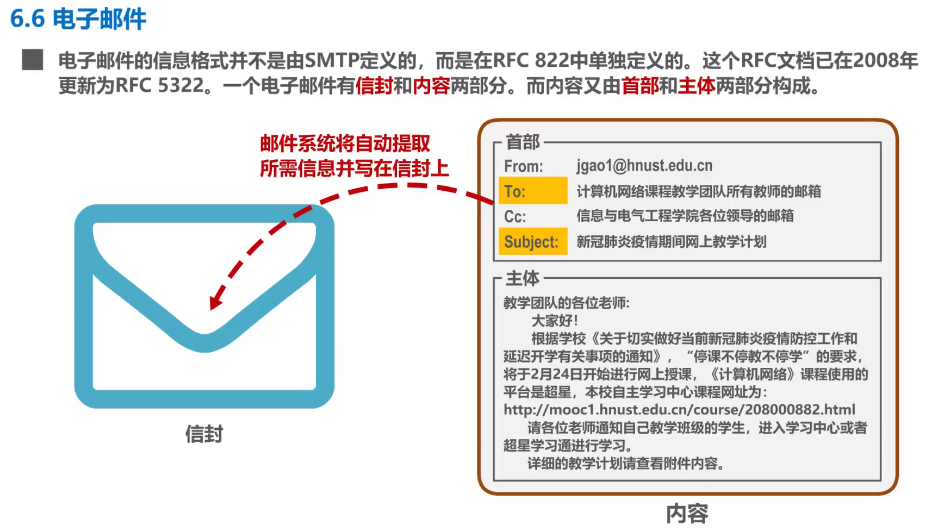 6.6 电子邮件
电子邮件的信息格式并不是由SMTP定义的，而是在RFC 822中单独定义的。这个RFC文档已在2008年
更新为RFC 5322。一个电子邮件有信封和内容两部分。而内容又由首部和主体两部分构成。
邮件系统将自动提取
所需信息并写在信封上
信封
首部
From: jgao1@hnust.edu.cn
To: 计算机网络课程教学团队所有教师的邮箱
Cc: 信息与电气工程学院各位领导的邮箱
Subject: 新冠肺炎疫情期间网上教学计划
主体
教学团队的各位老师:
大家好！
根据学校《关于切实做好当前新冠肺炎疫情防控工作和
延迟开学有关事项的通知》，“停课不停教不停学”的要求，
将于2月24日开始进行网上授课，《计算机网络》课程使用的
平台是超星，本校自主学习中心课程网址为：
http://mooc1.hnust.edu.cn/course/208000882.html
请各位老师通知自己教学班级的学生，进入学习中心或者
超星学习通进行学习。
详细的教学计划请查看附件内容。
内容